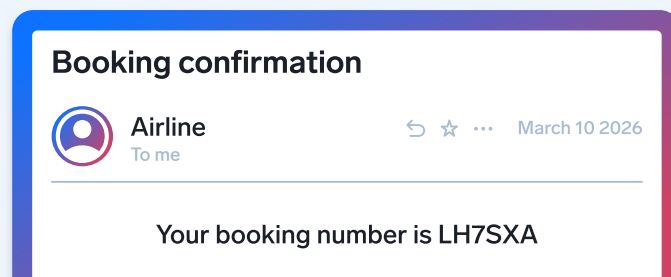 Booking confirmation
Airline
March 10 2026
To me
Your booking number is LH7SXA